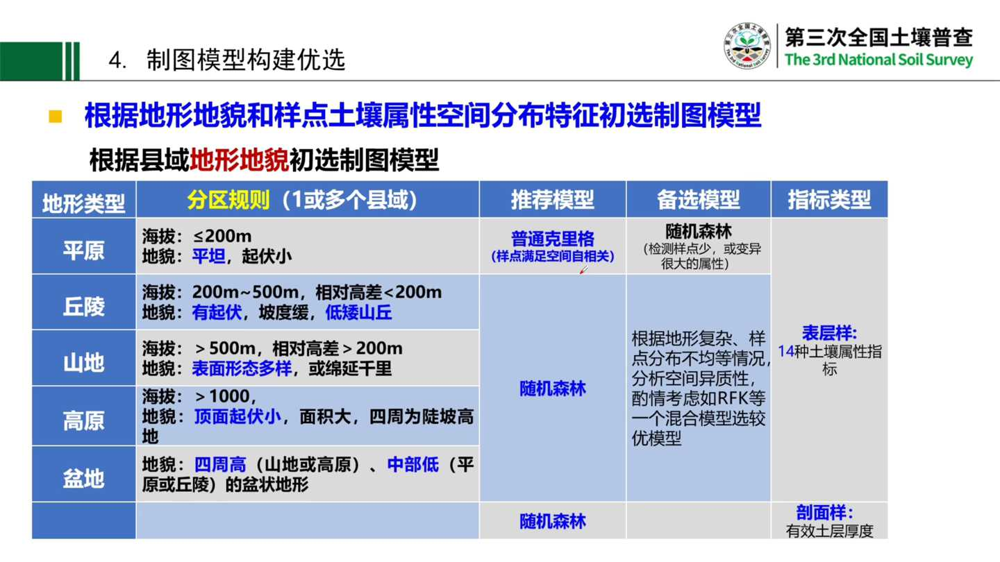 4. 制图模型构建优选
第三次全国土壤普查
The 3rd National Soil Survey
根据地形地貌和样点土壤属性空间分布特征初选制图模型
根据县域地形地貌初选制图模型
地形类型
分区规则（1或多个县域）
推荐模型
备选模型
指标类型
平原
海拔：≤200m
地貌：平坦，起伏小
普通克里格
（样点满足空间自相关）
随机森林
（检测样点少，或变异
很大的属性）
丘陵
海拔：200m~500m，相对高差<200m
地貌：有起伏，坡度缓，低矮山丘
山地
海拔：＞500m，相对高差＞200m
地貌：表面形态多样，或绵延千里
高原
海拔：＞1000，
地貌：顶面起伏小，面积大，四周为陡坡高
地
盆地
地貌：四周高（山地或高原）、中部低（平
原或丘陵）的盆状地形
随机森林
根据地形复杂、样
点分布不均等情况，
分析空间异质性，
酌情考虑如RFK等
一个混合模型选较
优模型
表层样:
14种土壤属性指
标
随机森林
剖面样：
有效土层厚度